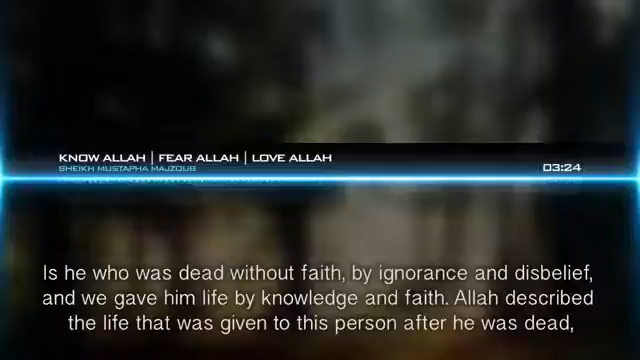 KNOW ALLAH | FEAR ALLAH | LOVE ALLAH
SHEIKH MUSTAPHA MAJZOUB
03:24
Is he who was dead without faith, by ignorance and disbelief,
and we gave him life by knowledge and faith. Allah described
the life that was given to this person after he was dead,